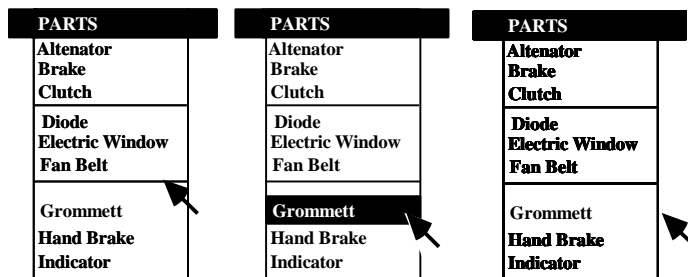 PARTS
Altenator
Brake
Clutch
Diode
Electric Window
Fan Belt
Grommett
Hand Brake
Indicator
PARTS
Altenator
Brake
Clutch
Diode
Electric Window
Fan Belt
Grommett
Hand Brake
Indicator
PARTS
Altenator
Brake
Clutch
Diode
Electric Window
Fan Belt
Grommett
Hand Brake
Indicator